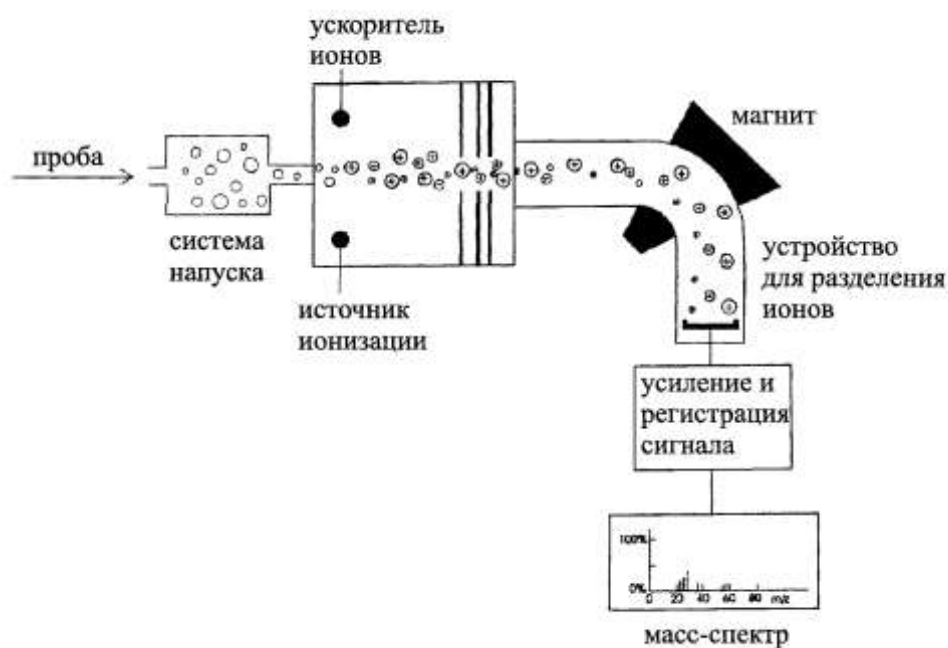 ускоритель
ионов
магнит
проба
система
напуска
источник
ионизации
устройство
для разделения
ионов
усиление и
регистрация
сигнала
100%
0%
0 20 40 60 80 m/z
масс-спектр